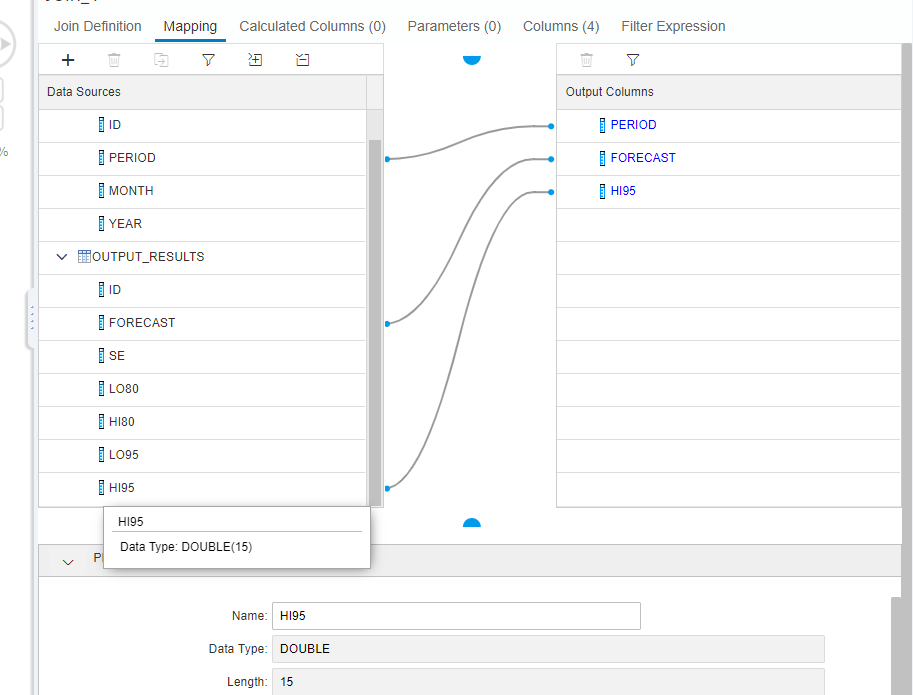 Mapping
Join Definition
Calculated Columns (0)
Parameters (0)
Columns (4)
Filter Expression
Data Sources
Output Columns
ID
PERIOD
MONTH
YEAR
OUTPUT_RESULTS
ID
FORECAST
SE
LO80
HI80
LO95
HI95
PERIOD
FORECAST
HI95
HI95
Data Type: DOUBLE(15)
%
Name: HI95
Data Type: DOUBLE
Length: 15